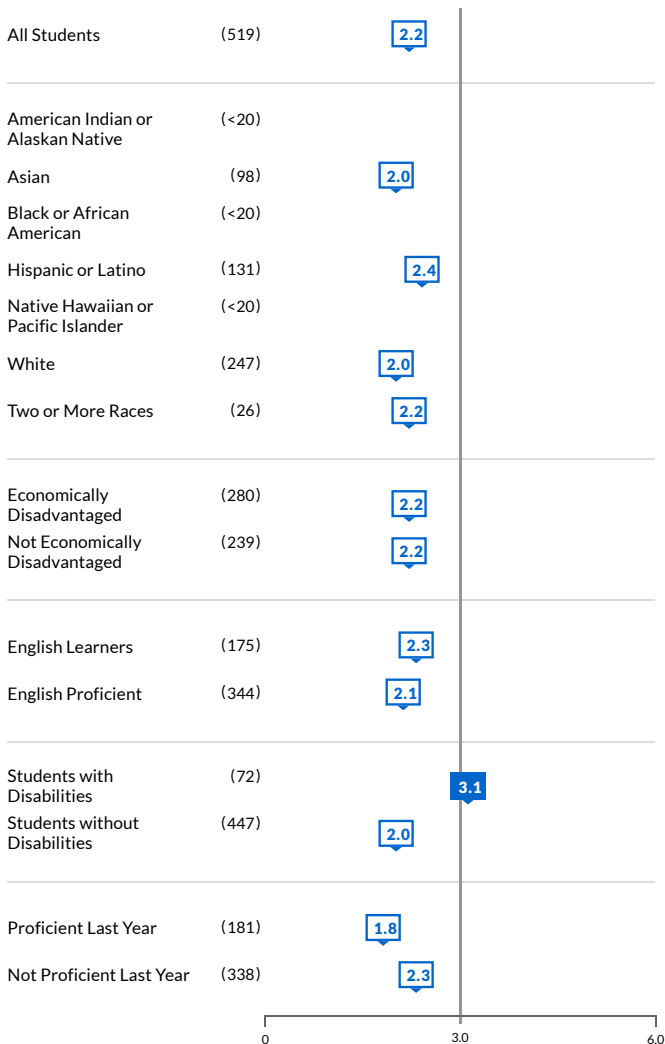 All Students (519) 2.2
American Indian or (<20)
Alaskan Native
Asian (98) 2.0
Black or African (<20)
American
Hispanic or Latino (131) 2.4
Native Hawaiian or (<20)
Pacific Islander
White (247) 2.0
Two or More Races (26) 2.2
Economically (280) 2.2
Disadvantaged
Not Economically (239) 2.2
Disadvantaged
English Learners (175) 2.3
English Proficient (344) 2.1
Students with (72) 3.1
Disabilities
Students without (447) 2.0
Disabilities
Proficient Last Year (181) 1.8
Not Proficient Last Year (338) 2.3
0 3.0 6.0